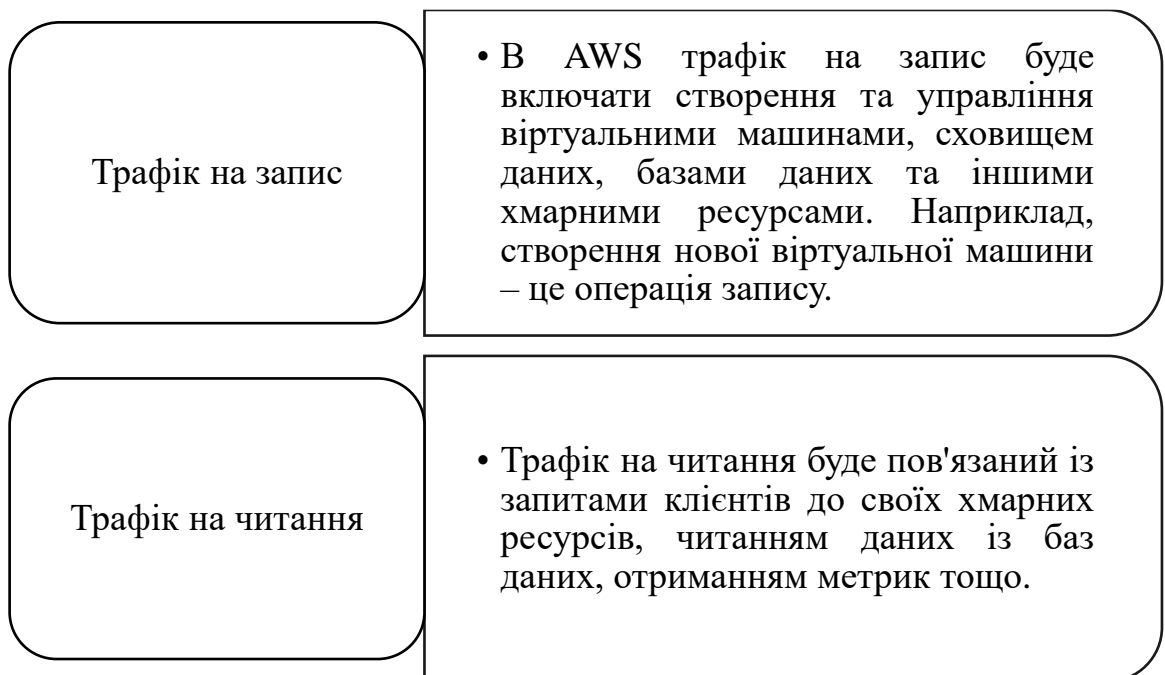 Трафік на запис
• В AWS трафік на запис буде
включати створення та управління
віртуальними машинами, сховищем
даних, базами даних та іншими
хмарними ресурсами. Наприклад,
створення нової віртуальної машини
– це операція запису.
Трафік на читання
• Трафік на читання буде пов'язаний із
запитами клієнтів до своїх хмарних
ресурсів, читанням даних із баз
даних, отриманням метрик тощо.